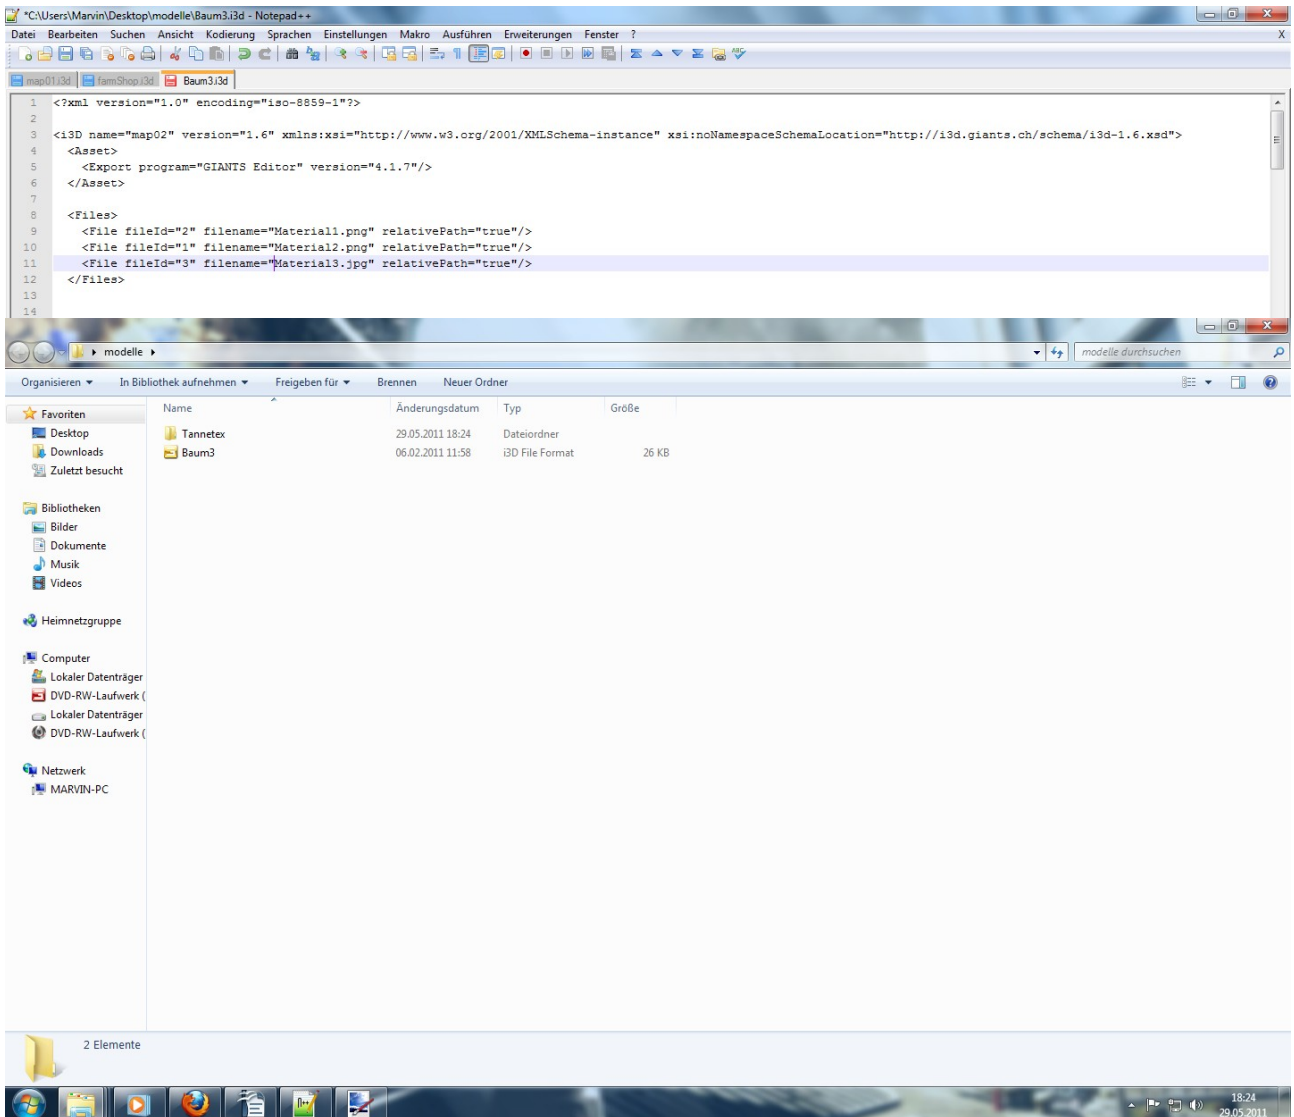 *C:\Users\Marvin\Desktop\modelle\Baum3.i3d - Notepad++
Datei Bearbeiten Suchen Ansicht Kodierung Sprachen Einstellungen Makro Ausführen Erweiterungen Fenster ? X
map01.i3d farmShop.i3d Baum3.i3d
1 <?xml version="1.0" encoding="iso-8859-1"?>
2
3 <i3D name="map02" version="1.6" xmlns:xsi="http://www.w3.org/2001/XMLSchema-instance" xsi:noNamespaceSchemaLocation="http://i3d.giants.ch/schema/i3d-1.6.xsd">
4 <Asset>
5 <Export program="GIANTS Editor" version="4.1.7"/>
6 </Asset>
7
8 <Files>
9 <File fileId="2" filename="Material1.png" relativePath="true"/>
10 <File fileId="1" filename="Material2.png" relativePath="true"/>
11 <File fileId="3" filename="Material3.jpg" relativePath="true"/>
12 </Files>
13
14
modelle
modelle durchsuchen
Organisieren In Bibliothek aufnehmen Freigeben für Brennen Neuer Ordner
Name Änderungsdatum Typ Größe
Tannetex 29.05.2011 18:24 Dateiordner
Baum3 06.02.2011 11:58 i3D File Format 26 KB
Favoriten
Desktop
Downloads
Zuletzt besucht
Bibliotheken
Bilder
Dokumente
Musik
Videos
Heimnetzgruppe
Computer
Lokaler Datenträger
DVD-RW-Laufwerk (
Lokaler Datenträger
DVD-RW-Laufwerk (
Netzwerk
MARVIN-PC
2 Elemente
18:24
29.05.2011